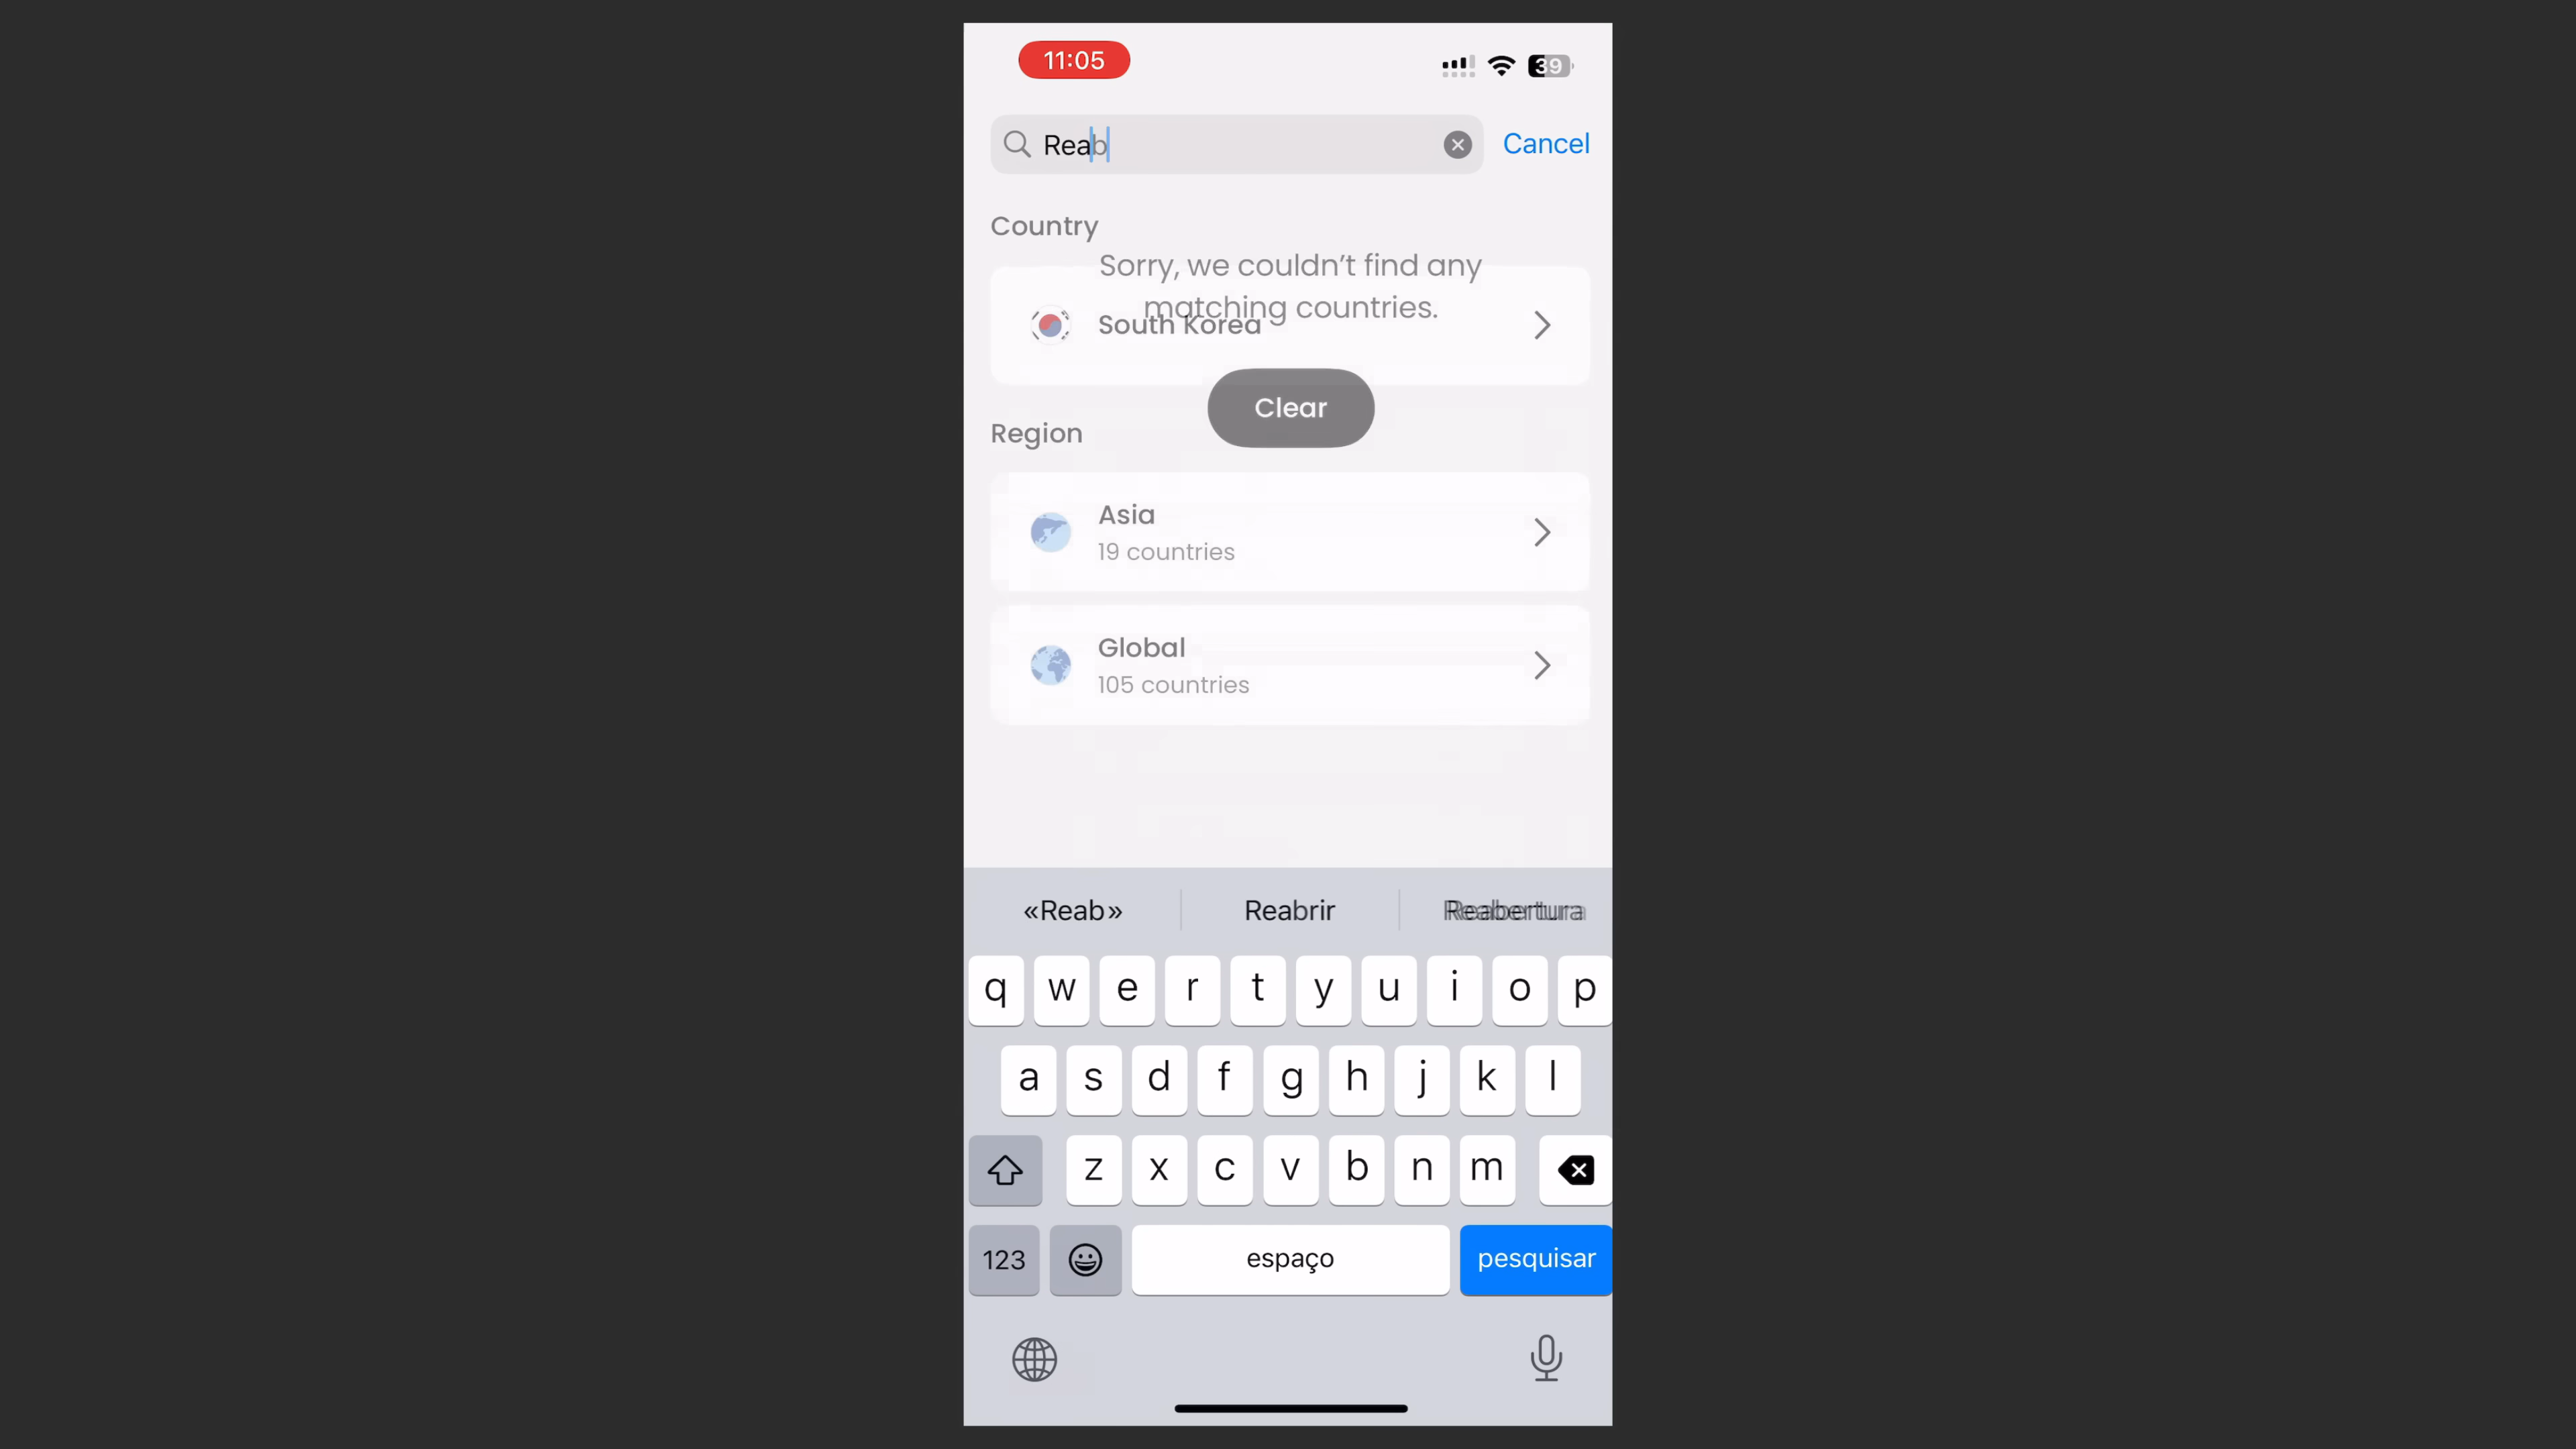 11:05
39
Reab
Cancel
Country
Sorry, we couldn't find any
matching countries.
South Korea
Clear
Region
Asia
19 countries
Global
105 countries
«Reab» Reabrir Reabertura
q w e r t y u i o p
a s d f g h j k l
z x c v b n m
123 espaço pesquisar